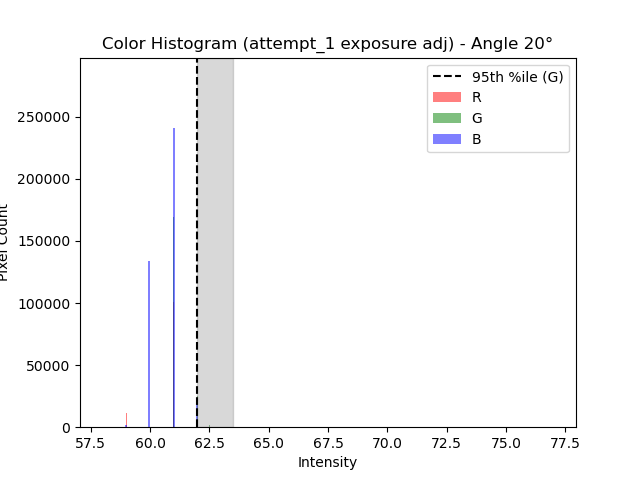 Color Histogram (attempt_1 exposure adj) - Angle 20°
95th %ile (G)
R
G
B
250000
200000
150000
100000
50000
0
Pixel Count
57.5 60.0 62.5 65.0 67.5 70.0 72.5 75.0 77.5
Intensity